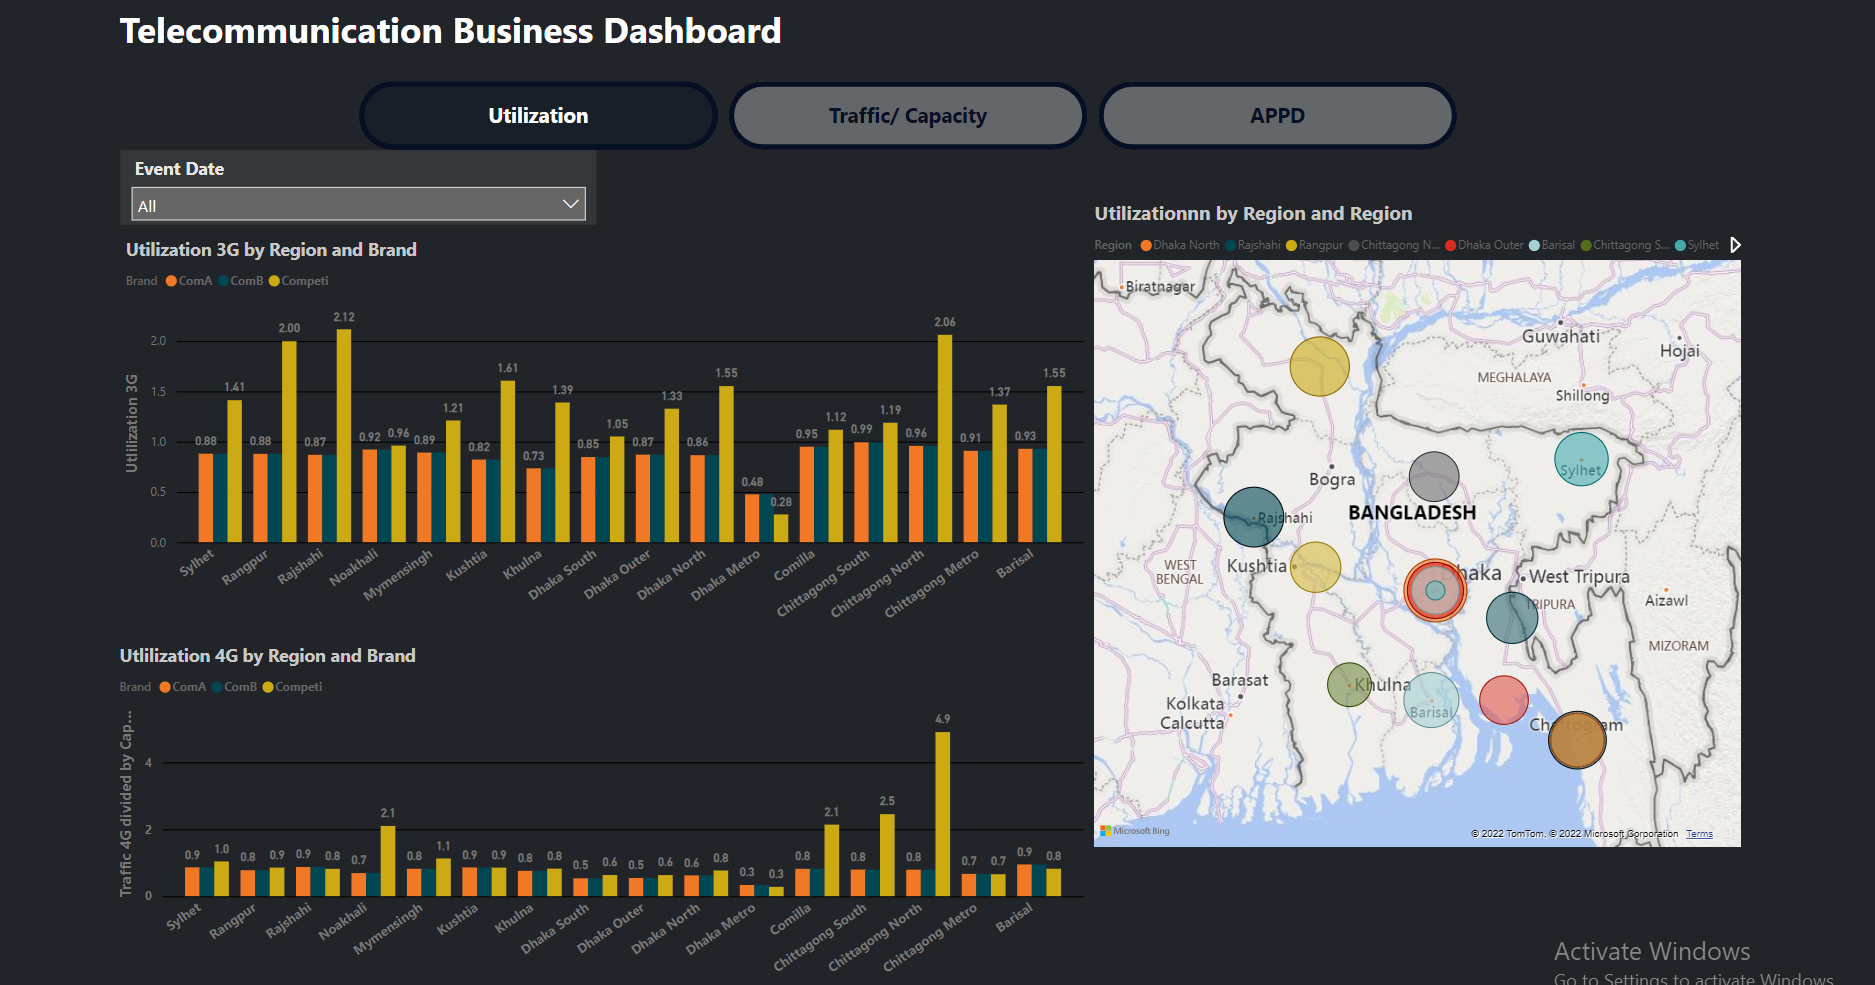 Telecommunication Business Dashboard
Utilization
Traffic/ Capacity
APPD
Event Date
All
Utilization 3G by Region and Brand
Brand ComA ComB Competi
Utlilization 3G
2.0
1.5
1.0
0.5
0.0
0.88 1.41
0.88 2.00
0.87 2.12
0.92 0.96
0.89 1.21
0.82 1.61
0.73 1.39
0.85 1.05
0.87 1.33
0.86 1.55
0.48 0.28
0.95 1.12
0.99 1.19
0.96 2.06
0.91 1.37
0.93 1.55
Sylhet Rangpur Rajshahi Noakhali Mymensingh Kushtia Khulna Dhaka South Dhaka Outer Dhaka North Dhaka Metro Comilla Chittagong South Chittagong North Chittagong Metro Barisal
Utlilization 4G by Region and Brand
Brand ComA ComB Competi
Traffic 4G divided by Cap...
4
2
0
0.9 1.0
0.8 0.9
0.9 0.8
0.7 2.1
0.8 1.1
0.9 0.9
0.8 0.8
0.5 0.6
0.5 0.6
0.6 0.8
0.3 0.3
0.8 2.1
0.8 2.5
0.8 4.9
0.7 0.7
0.9 0.8
Sylhet Rangpur Rajshahi Noakhali Mymensingh Kushtia Khulna Dhaka South Dhaka Outer Dhaka North Dhaka Metro Comilla Chittagong South Chittagong North Chittagong Metro Barisal
Utilizationnn by Region and Region
Region Dhaka North Rajshahi Rangpur Chittagong N... Dhaka Outer Barisal Chittagong S... Sylhet
Biratnagar
Guwahati
Hojai
MEGHALAYA
Shillong
Sylhet
Bogra
BANGLADESH
Rajshahi
WEST
BENGAL
Kushtia
Dhaka
West Tripura
TRIPURA
Aizawl
MIZORAM
Barasat
Khulna
Kolkata
Calcutta
Barisal
Chattogram
Microsoft Bing
© 2022 TomTom, © 2022 Microsoft Corporation Terms
Activate Windows
Go to Settings to activate Windows.